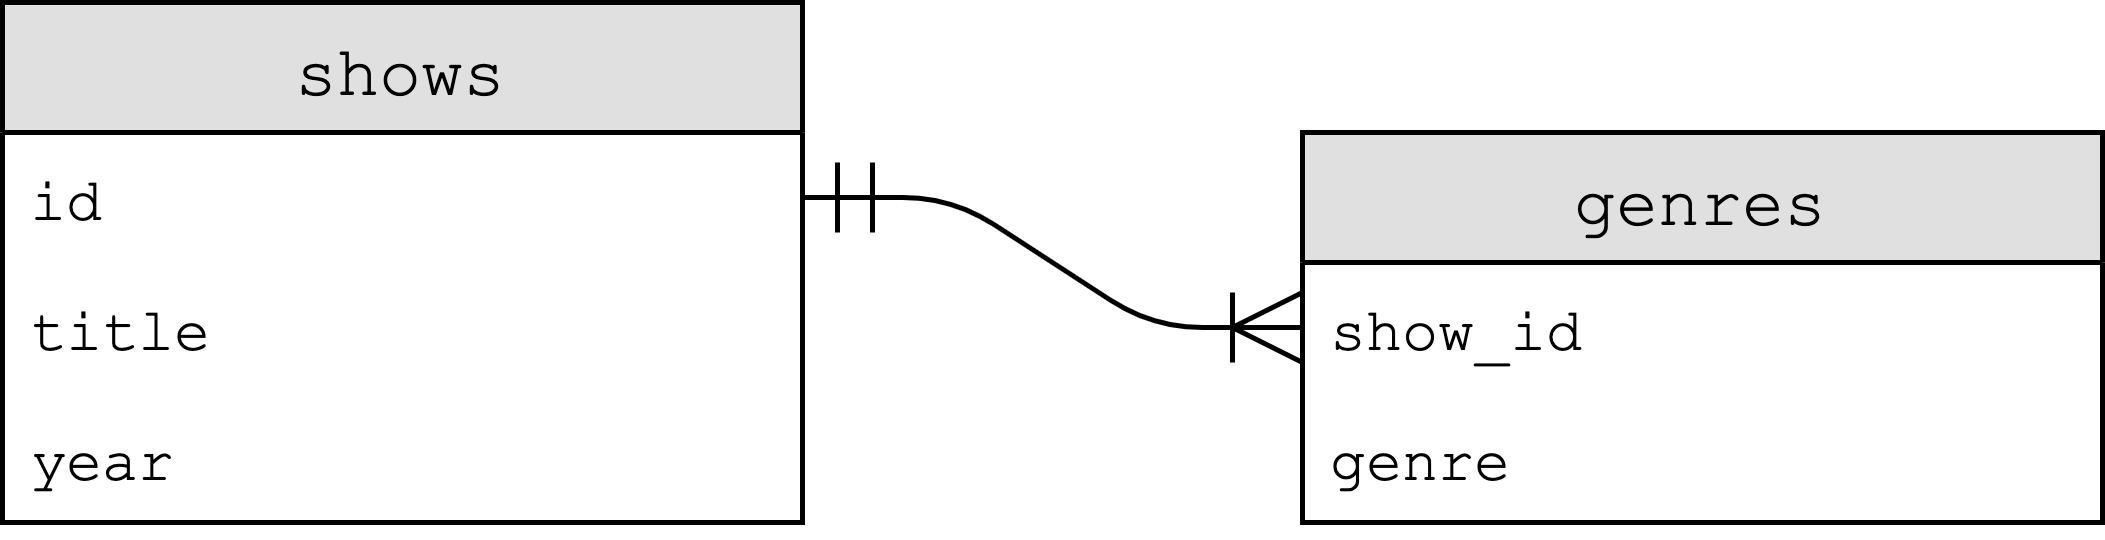 shows
id
title
year
genres
show_id
genre